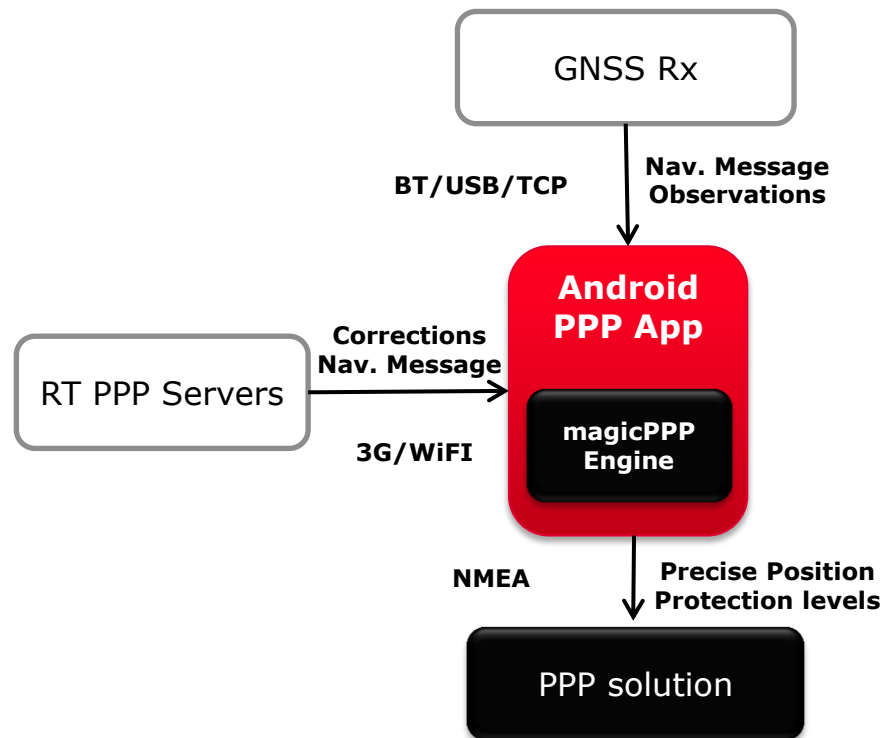 GNSS Rx
BT/USB/TCP
Nav. Message
Observations
Android
PPP App
Corrections
Nav. Message
RT PPP Servers
3G/WiFI
magicPPP
Engine
NMEA
Precise Position
Protection levels
PPP solution